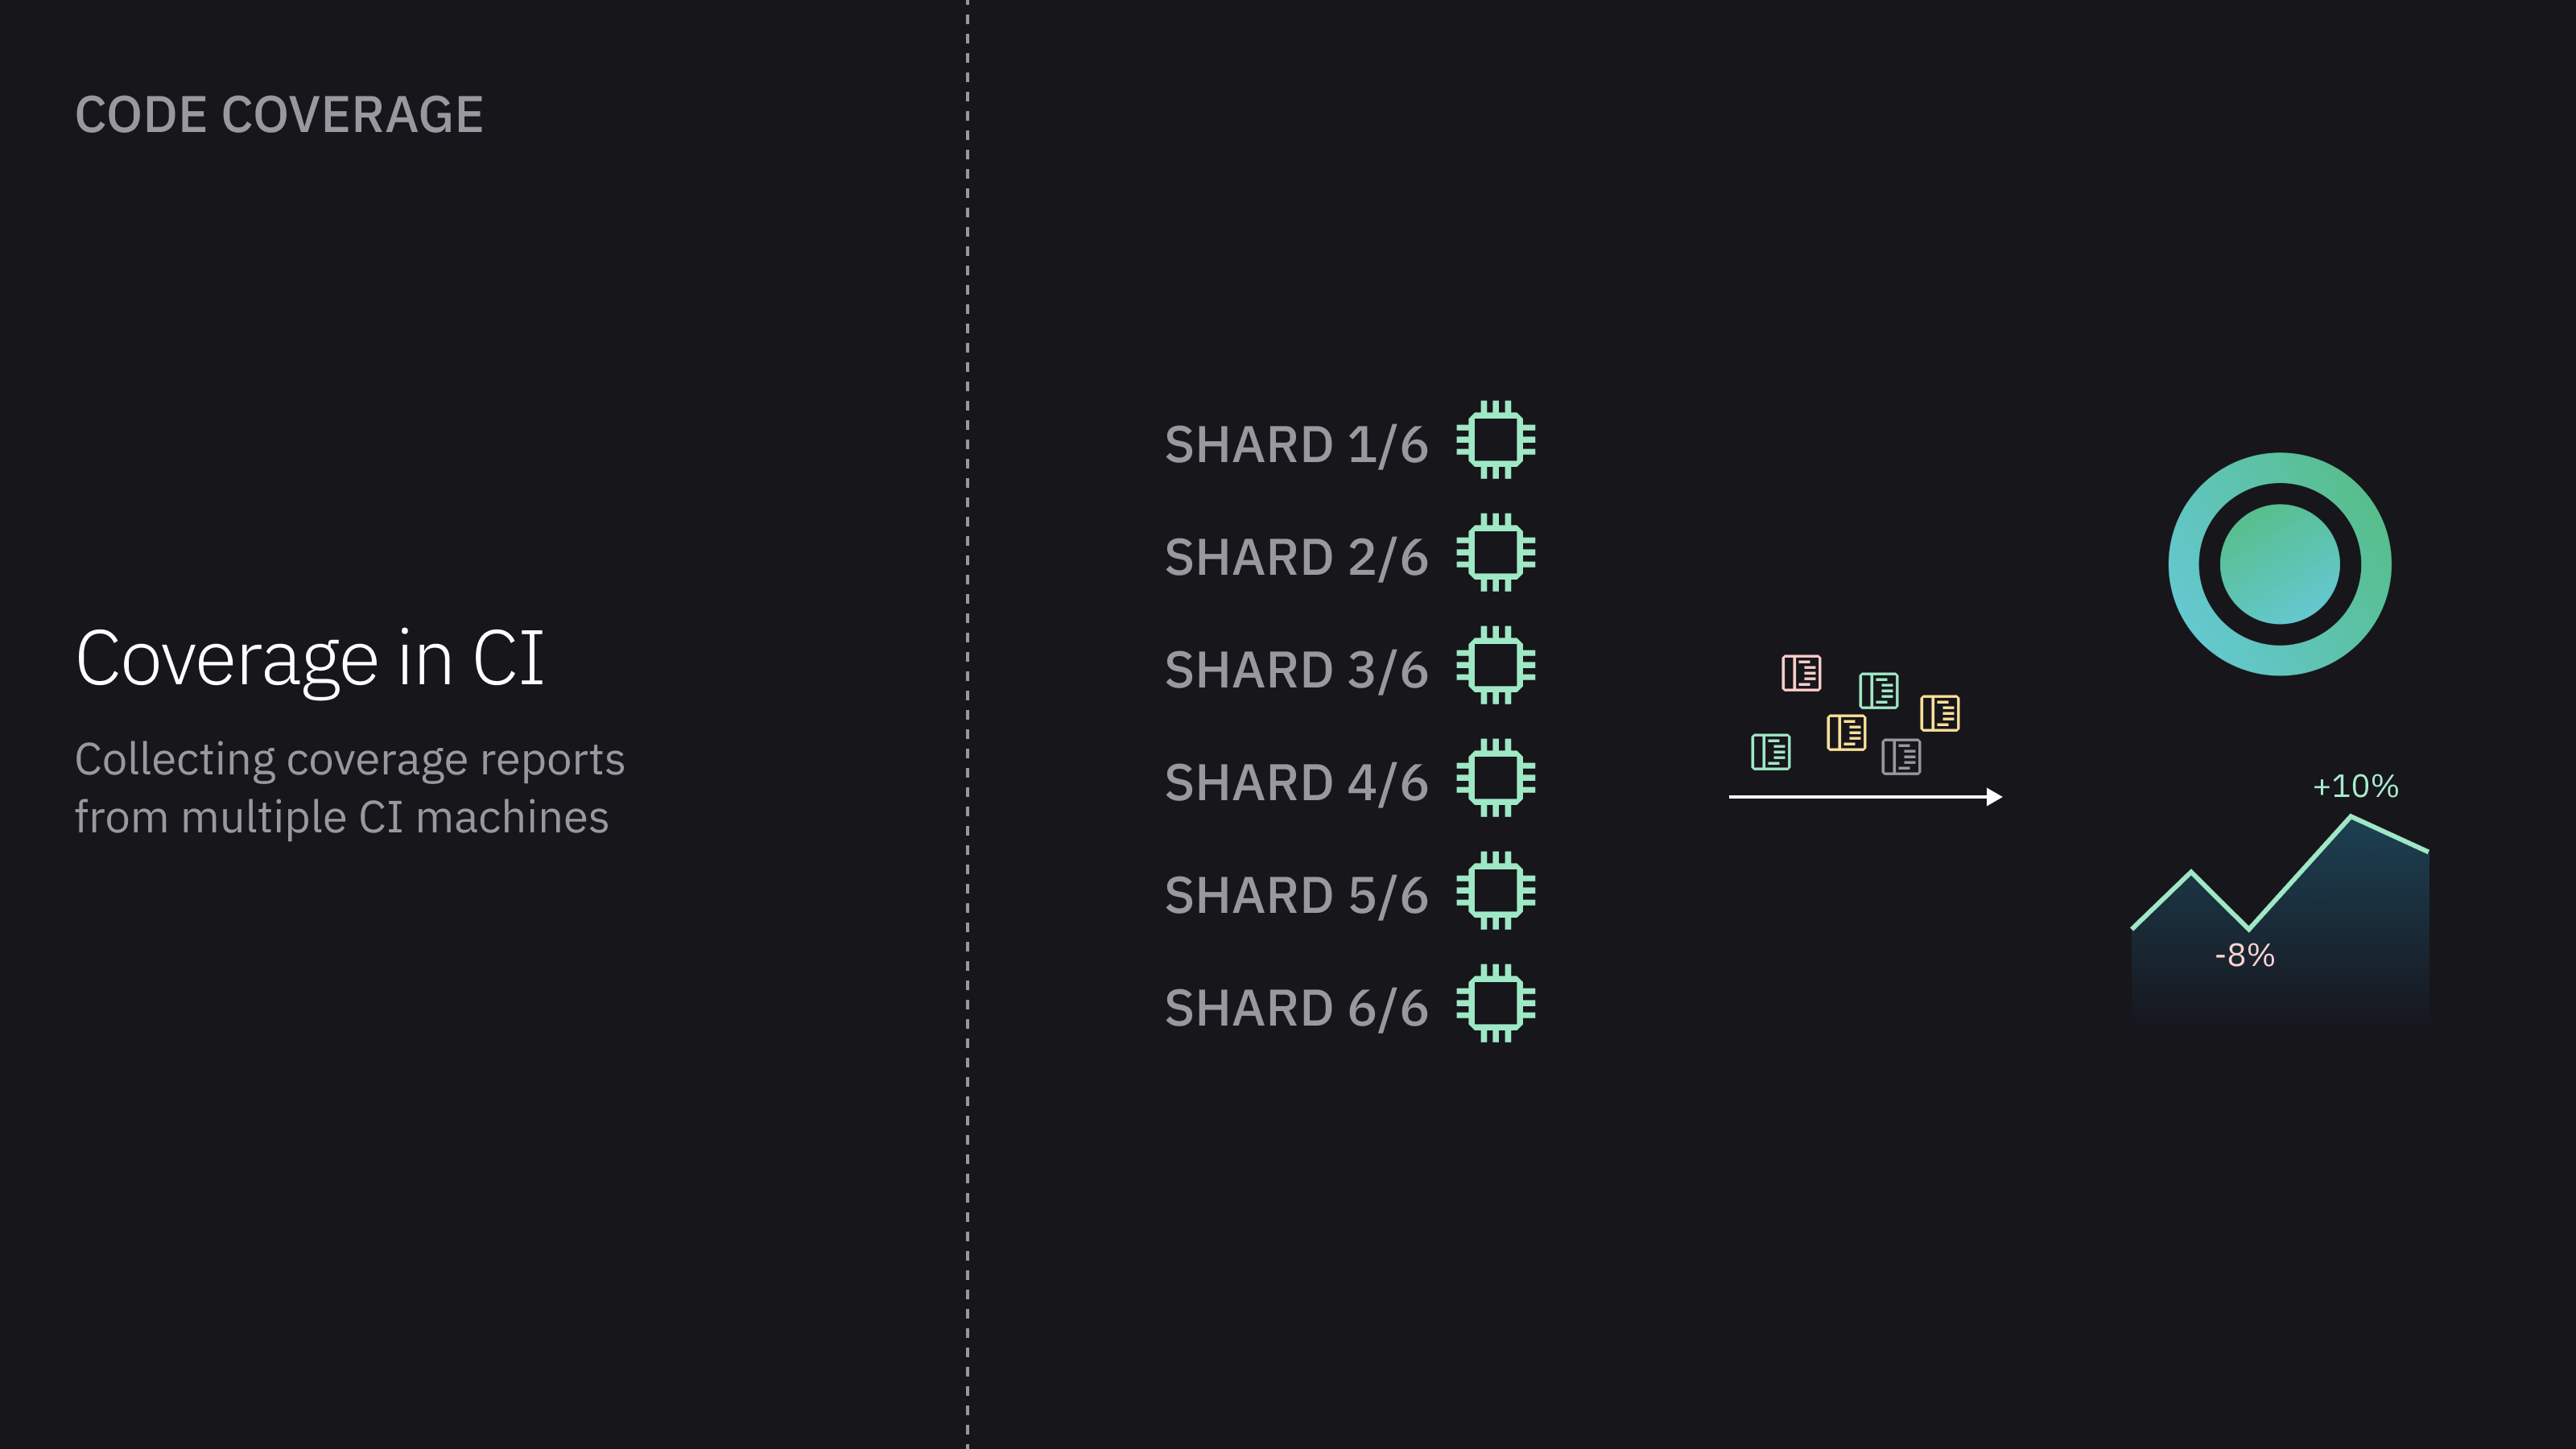 CODE COVERAGE
Coverage in CI
Collecting coverage reports
from multiple CI machines
SHARD 1/6
SHARD 2/6
SHARD 3/6
SHARD 4/6
SHARD 5/6
SHARD 6/6
+10%
-8%